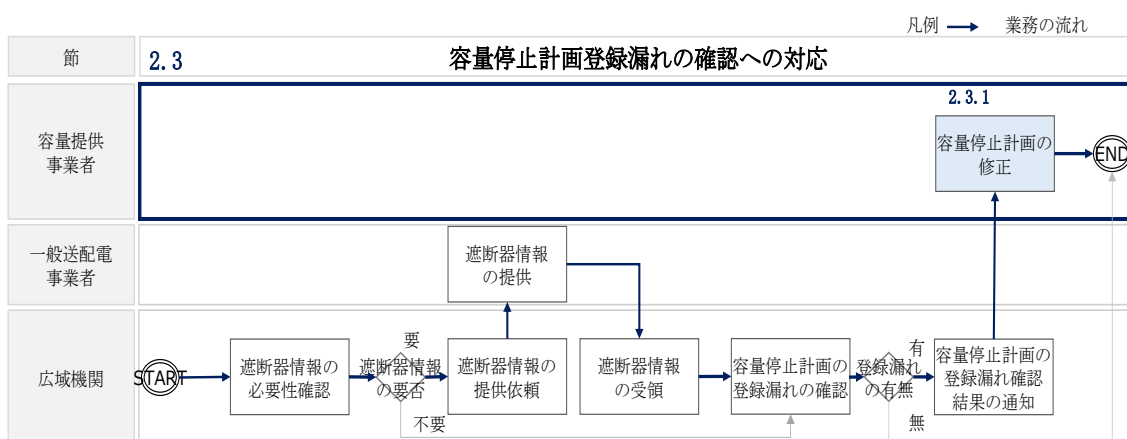 凡例 業務の流れ
節 2.3 容量停止計画登録漏れの確認への対応
2.3.1
容量提供
事業者
容量停止計画の
修正
END
一般送配電
事業者
遮断器情報
の提供
広域機関
START
遮断器情報の
必要性確認
遮断器情報
の要否
要
不要
遮断器情報の
提供依頼
遮断器情報
の受領
容量停止計画の
登録漏れの確認
登録漏れ
の有無
有
無
容量停止計画の
登録漏れ確認
結果の通知